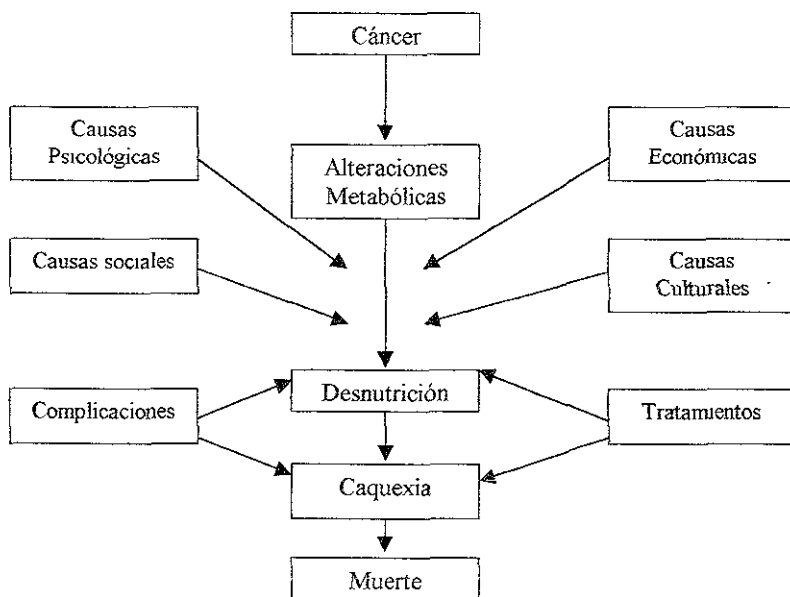 Cáncer
Causas
Psicológicas
Causas
Económicas
Alteraciones
Metabólicas
Causas sociales
Causas
Culturales
Desnutrición
Complicaciones
Tratamientos
Caquexia
Muerte